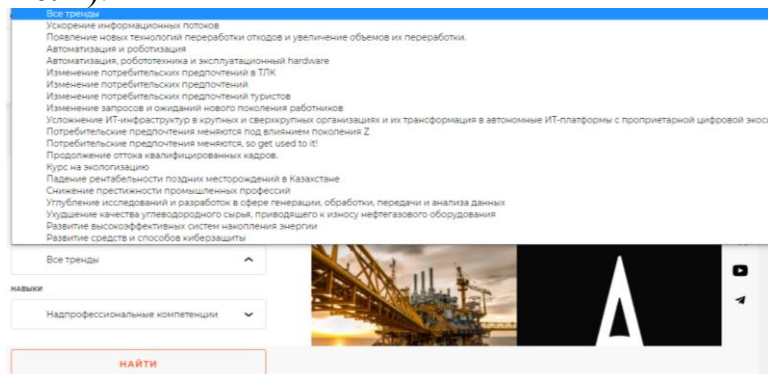 Все тренды
Ускорение информационных потоков
Появление новых технологий переработки отходов и увеличение объемов их переработки.
Автоматизация и роботизация
Автоматизация, робототехника и эксплуатационный hardware
Изменение потребительских предпочтений в ТЛК
Изменение потребительских предпочтений
Изменение потребительских предпочтений туристов
Изменение запросов и ожиданий нового поколения работников
Усложнение ИТ-инфраструктур в крупных и сверхкрупных организациях и их трансформация в автономные ИТ-платформы с проприетарной цифровой экоси
Потребительские предпочтения меняются под влиянием поколения Z
Потребительские предпочтения меняются, so get used to it!
Продолжение оттока квалифицированных кадров.
Курс на экологизацию
Падение рентабельности поздних месторождений в Казахстане
Снижение престижности промышленных профессий
Углубление исследований и разработок в сфере генерации, обработки, передачи и анализа данных
Ухудшение качества углеводородного сырья, приводящего к износу нефтегазового оборудования
Развитие высокоэффективных систем накопления энергии
Развитие средств и способов киберзащиты
Все тренды
НАВЫКИ
Надпрофессиональные компетенции
НАЙТИ